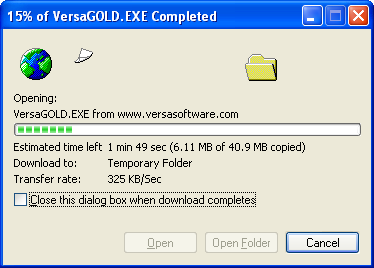 15% of VersaGOLD.EXE Completed
Opening:
VersaGOLD.EXE from www.versasoftware.com
Estimated time left 1 min 49 sec (6.11 MB of 40.9 MB copied)
Download to: Temporary Folder
Transfer rate: 325 KB/Sec
Close this dialog box when download completes
Open Open Folder Cancel